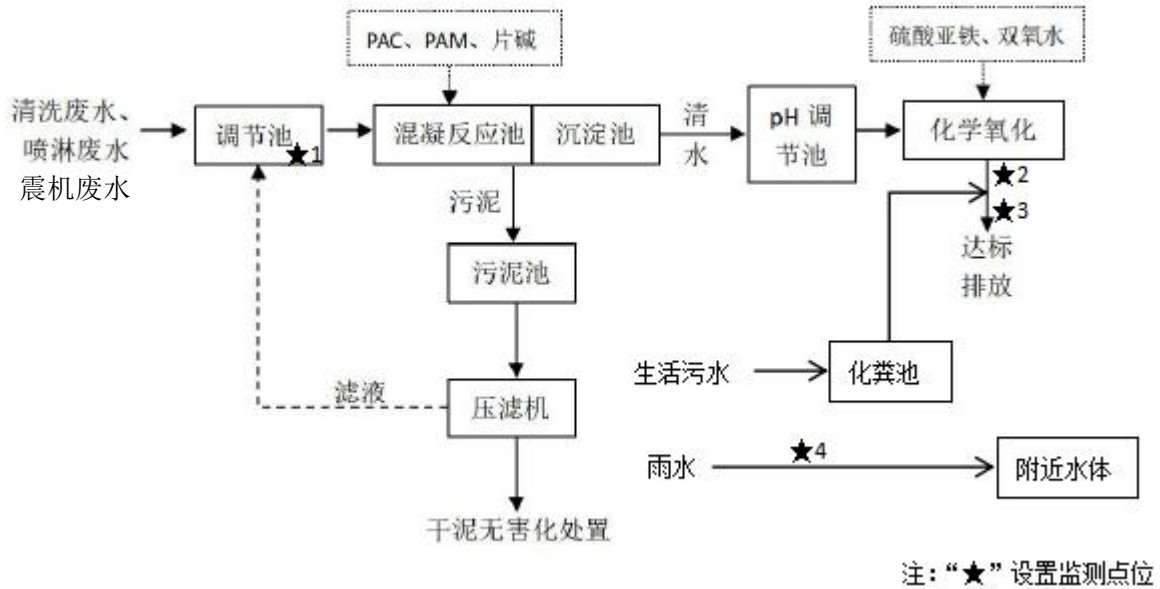 PAC、PAM、片碱
硫酸亚铁、双氧水
清洗废水、
喷淋废水
震机废水
调节池
★1
混凝反应池
沉淀池
清
水
pH 调
节池
化学氧化
★2
★3
达标
排放
污泥
污泥池
滤液
压滤机
干泥无害化处置
生活污水
化粪池
雨水
★4
附近水体
注：“★”设置监测点位